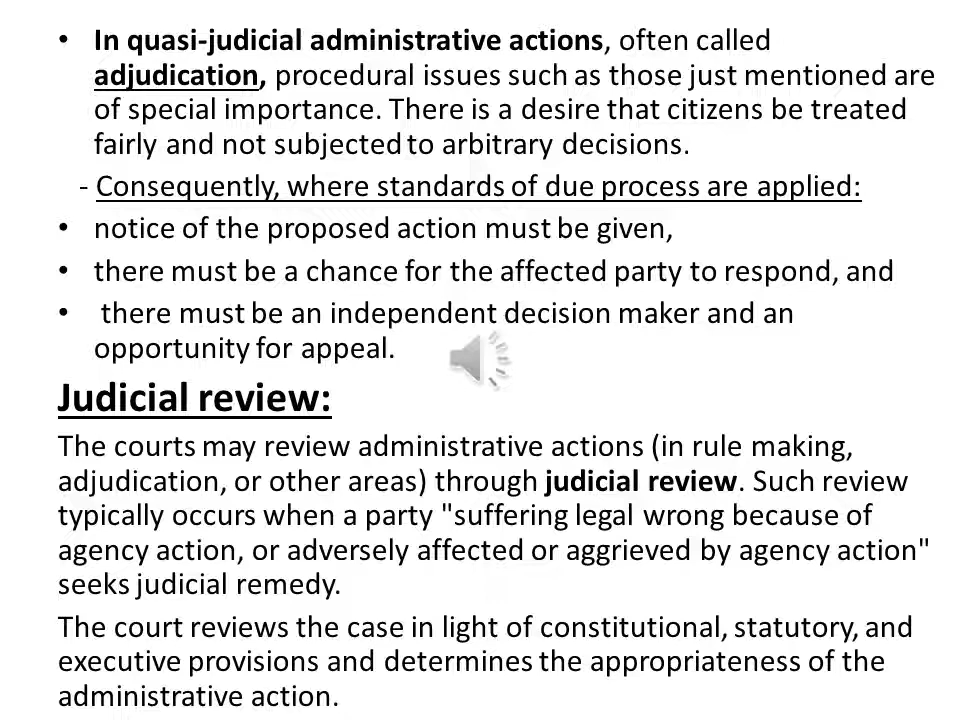 • In quasi-judicial administrative actions, often called
adjudication, procedural issues such as those just mentioned are
of special importance. There is a desire that citizens be treated
fairly and not subjected to arbitrary decisions.
- Consequently, where standards of due process are applied:
• notice of the proposed action must be given,
• there must be a chance for the affected party to respond, and
• there must be an independent decision maker and an
opportunity for appeal.
Judicial review:
The courts may review administrative actions (in rule making,
adjudication, or other areas) through judicial review. Such review
typically occurs when a party "suffering legal wrong because of
agency action, or adversely affected or aggrieved by agency action"
seeks judicial remedy.
The court reviews the case in light of constitutional, statutory, and
executive provisions and determines the appropriateness of the
administrative action.